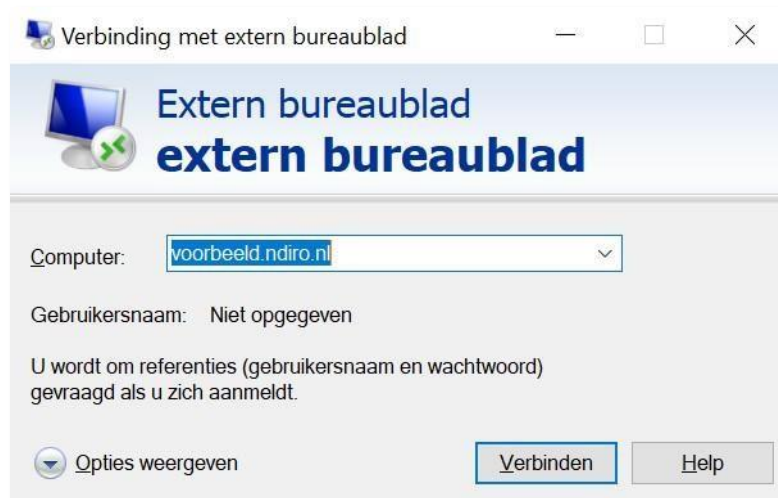 Verbinding met extern bureaublad
Extern bureaublad
extern bureaublad
Computer: voorbeeld.ndiro.nl
Gebruikersnaam: Niet opgegeven
U wordt om referenties (gebruikersnaam en wachtwoord)
gevraagd als u zich aanmeldt.
Opties weergeven Verbinden Help